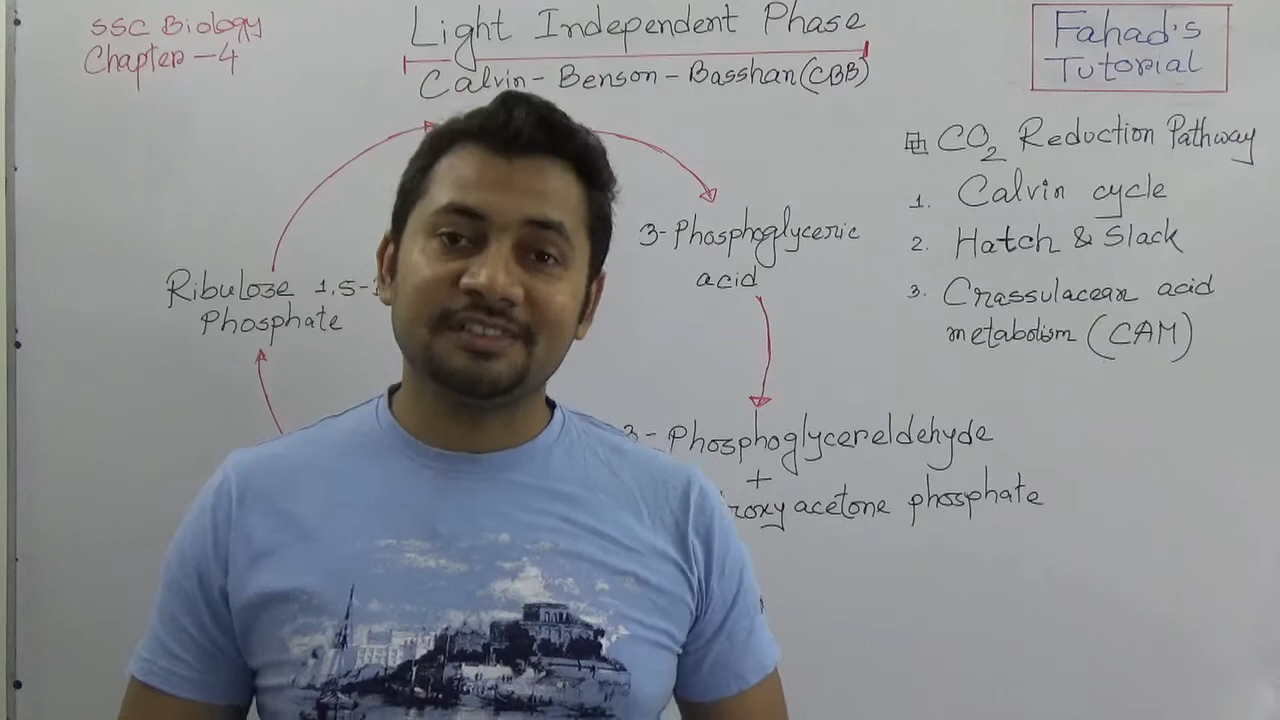 SSC Biology
Chapter-4
Light Independent Phase
Calvin-Benson-Basshan (CBB)
Fahad's
Tutorial
CO2 Reduction Pathway
1. Calvin cycle
2. Hatch & Slack
3. Crassulacean acid
metabolism (CAM)
3-Phosphoglyceric
acid
Ribulose 1,5-
Phosphate
3-Phosphoglycereldehyde
+
acetone phosphate